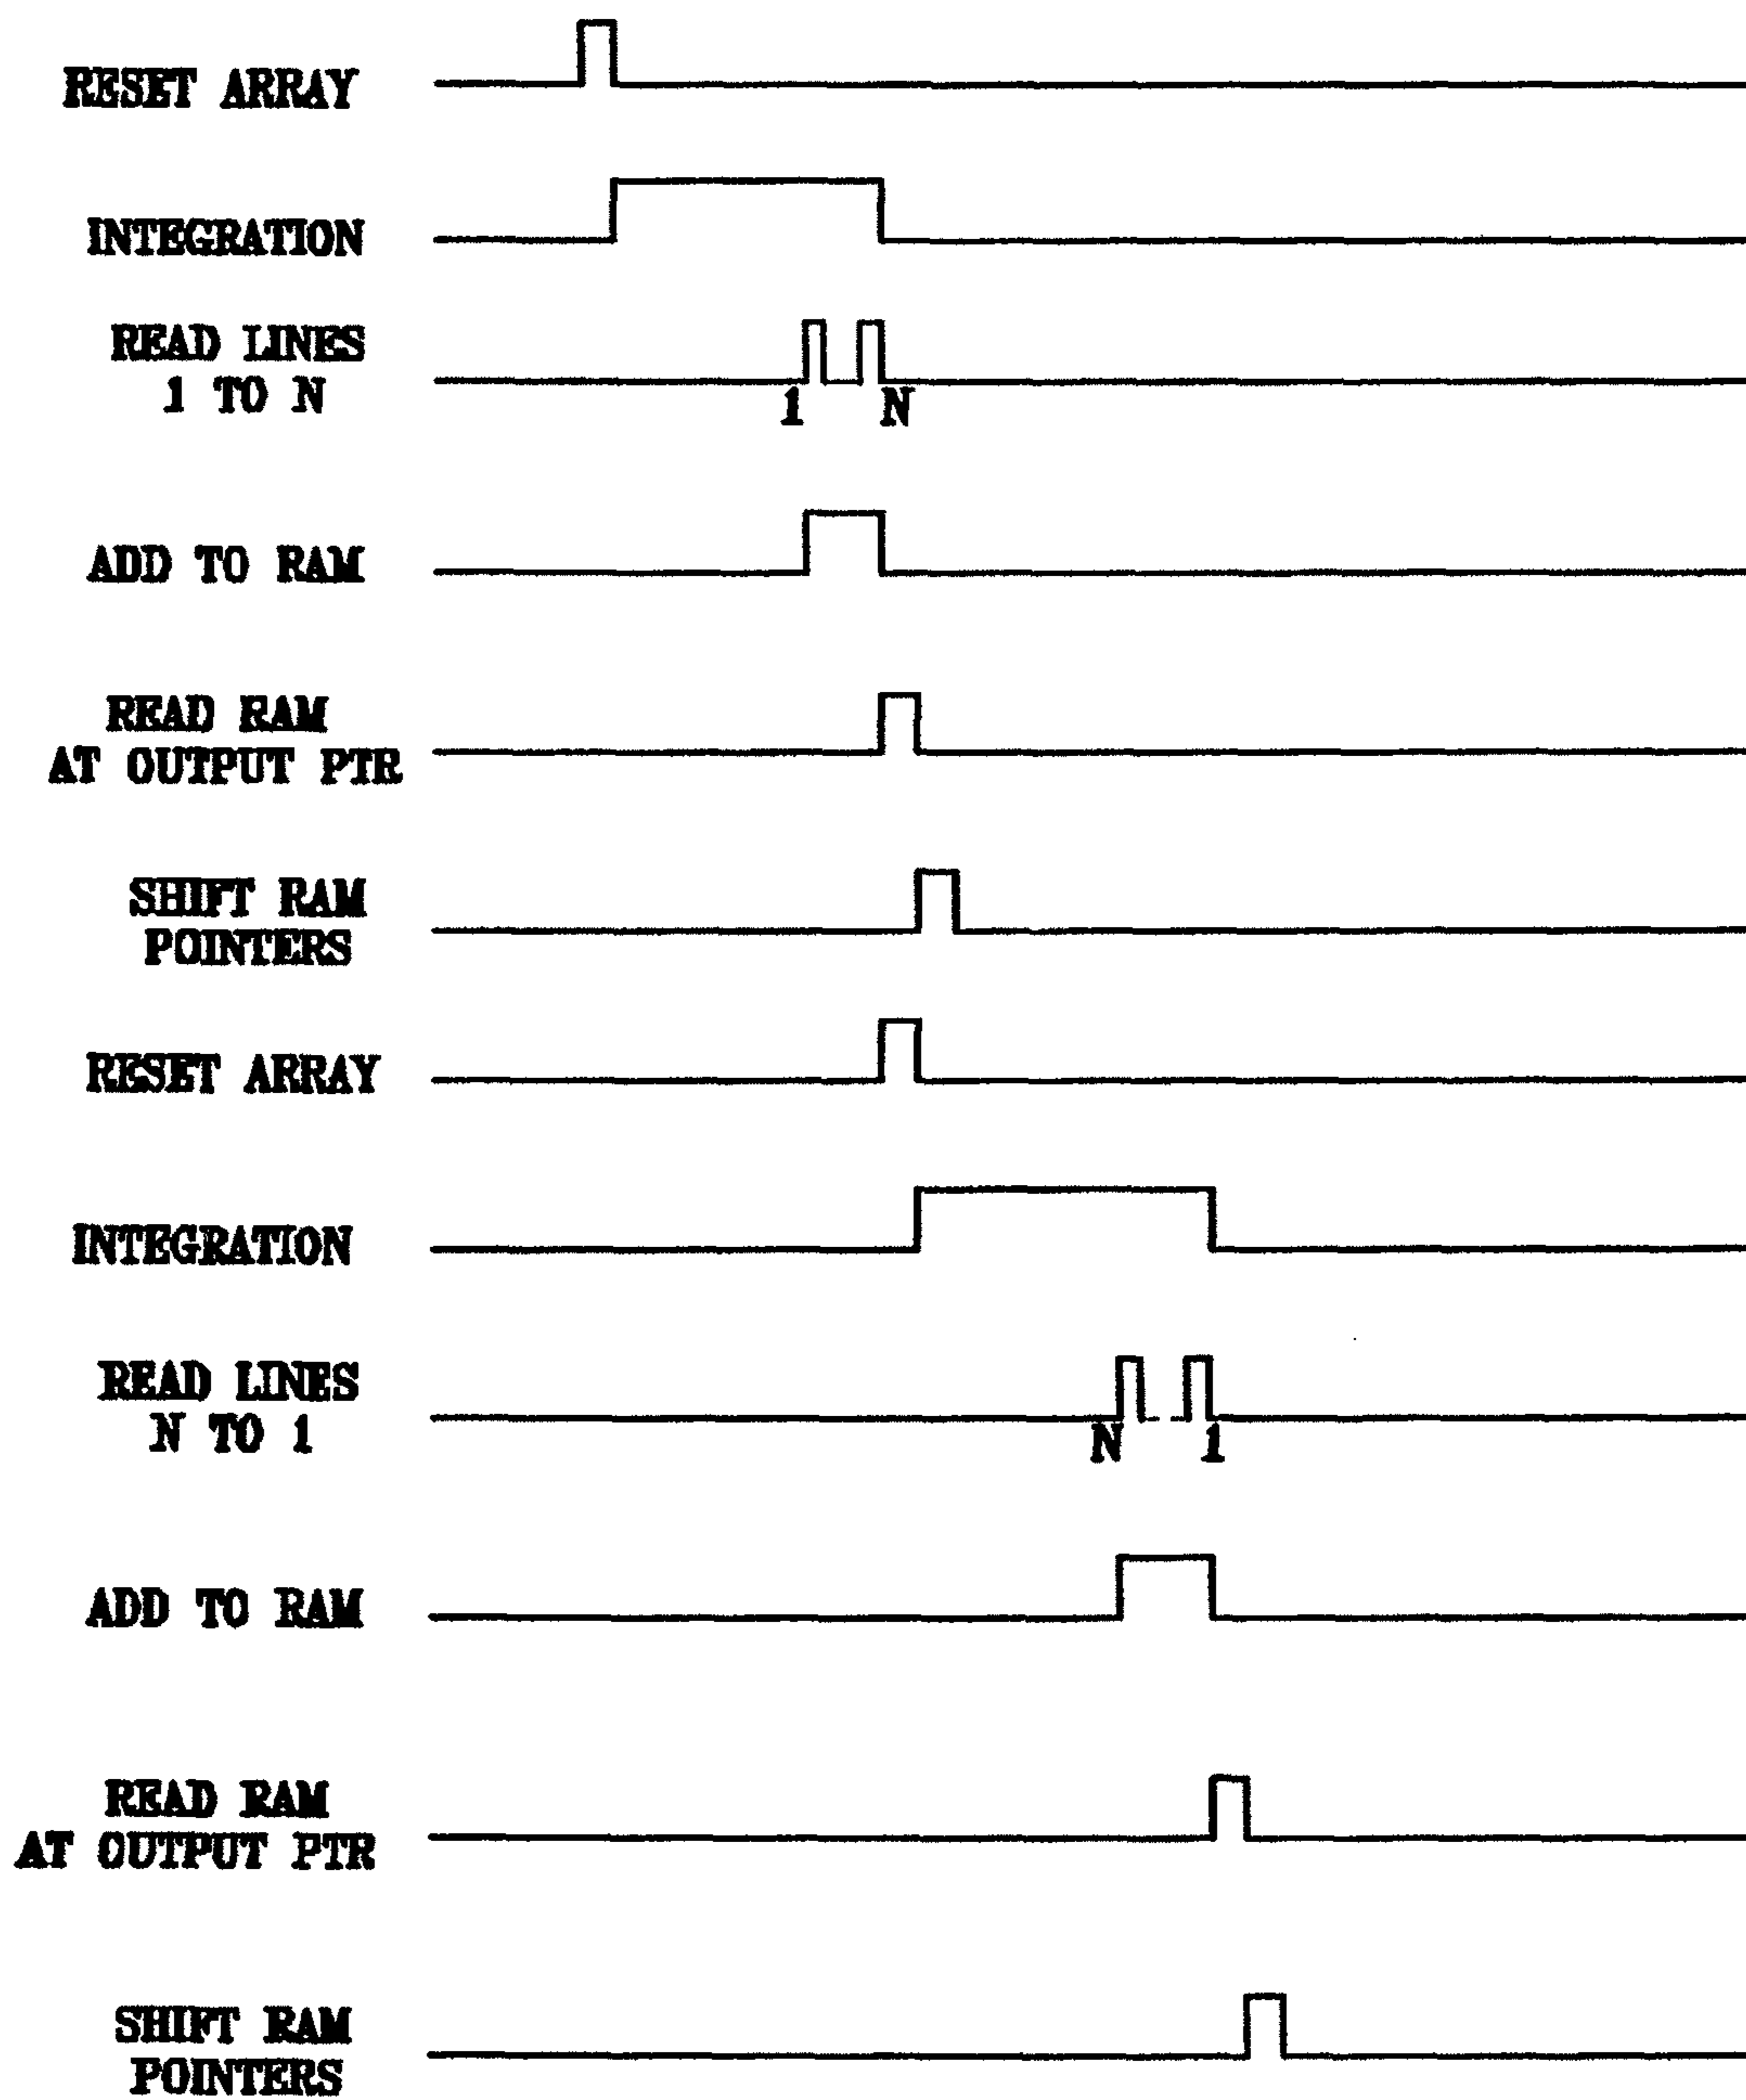 RESET ARRAY
INTEGRATION
READ LINES
1 TO N
1 N
ADD TO RAM
READ RAM
AT OUTPUT PTR
SHIFT RAM
POINTERS
RESET ARRAY
INTEGRATION
READ LINES
N TO 1
N 1
ADD TO RAM
READ RAM
AT OUTPUT PTR
SHIFT RAM
POINTERS